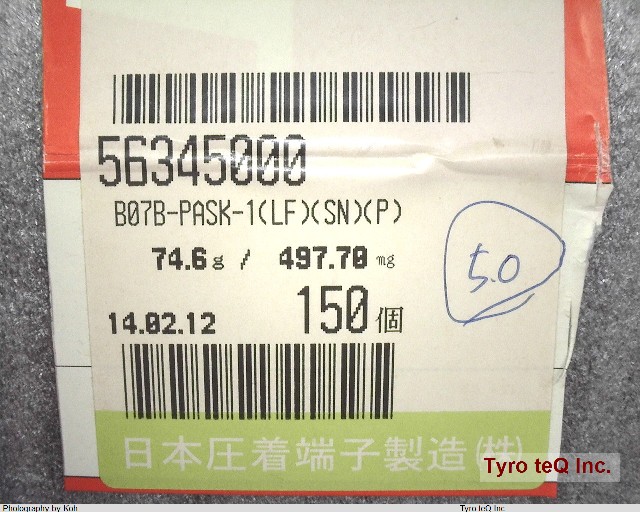 56345000
B07B-PASK-1(LF)(SN)(P)
74.6g / 497.70mg
5.0
14.02.12 150個
日本圧着端子製造(株)
Tyro teQ Inc.
Photography by Koh Tyro teQ Inc